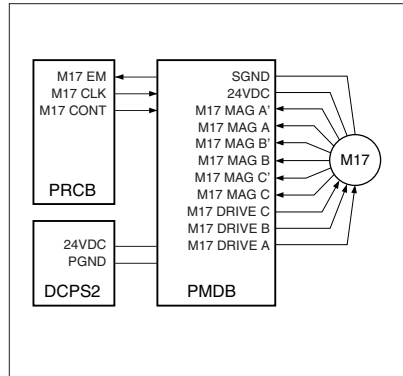 M17 EM
M17 CLK
M17 CONT
PRCB
24VDC
PGND
DCPS2
SGND
24VDC
M17 MAG A'
M17 MAG A
M17 MAG B'
M17 MAG B
M17 MAG C'
M17 MAG C
M17 DRIVE C
M17 DRIVE B
M17 DRIVE A
PMDB
M17